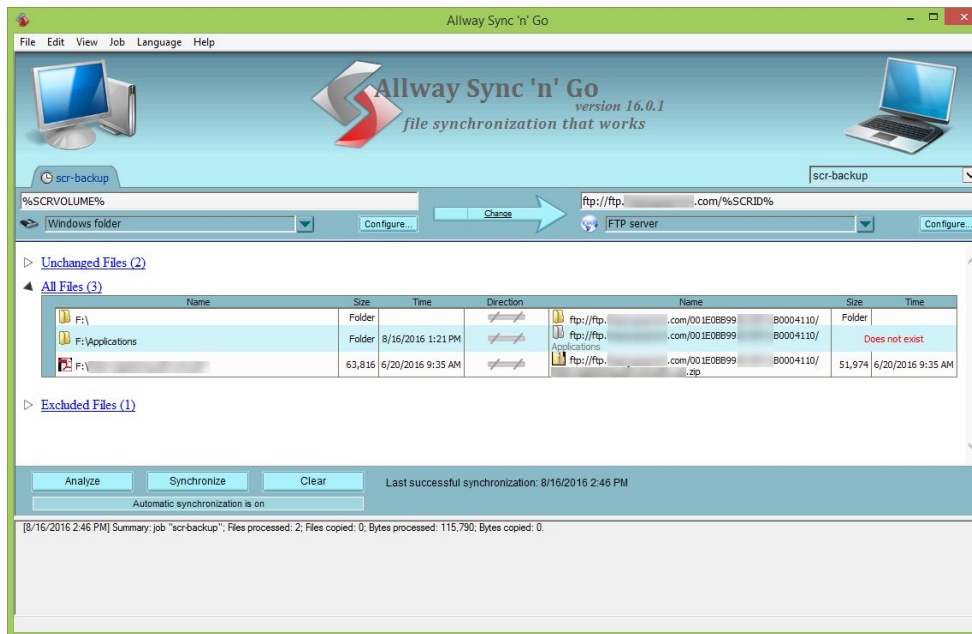 Allway Sync 'n' Go
File Edit View Job Language Help
Allway Sync 'n' Go
version 16.0.1
file synchronization that works
scr-backup scr-backup
%SCRVOLUME% ftp://ftp. .com/%SCRID%
Change
Windows folder Configure... FTP server Configure...
Unchanged Files (2)
All Files (3)
Name Size Time Direction Name Size Time
F:\ Folder ftp://ftp. .com/001E0BB99 B0004110/ Folder
F:\Applications Folder 8/16/2016 1:21 PM ftp://ftp. .com/001E0BB99 B0004110/ Does not exist
Applications
F:\ 63,816 6/20/2016 9:35 AM ftp://ftp. .com/001E0BB99 B0004110/ 51,974 6/20/2016 9:35 AM
.zip
Excluded Files (1)
Analyze Synchronize Clear Last successful synchronization: 8/16/2016 2:46 PM
Automatic synchronization is on
[8/16/2016 2:46 PM] Summary: job "scr-backup"; Files processed: 2; Files copied: 0; Bytes processed: 115,790; Bytes copied: 0.